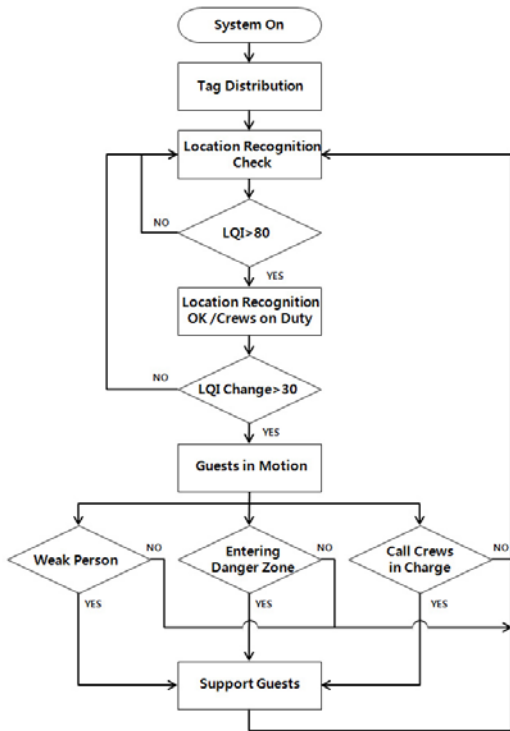 System On
Tag Distribution
Location Recognition
Check
NO
LQI>80
YES
Location Recognition
OK /Crews on Duty
NO
LQI Change>30
YES
Guests in Motion
Weak Person
NO
Entering
Danger Zone
NO
Call Crews
in Charge
NO
YES
YES
YES
Support Guests